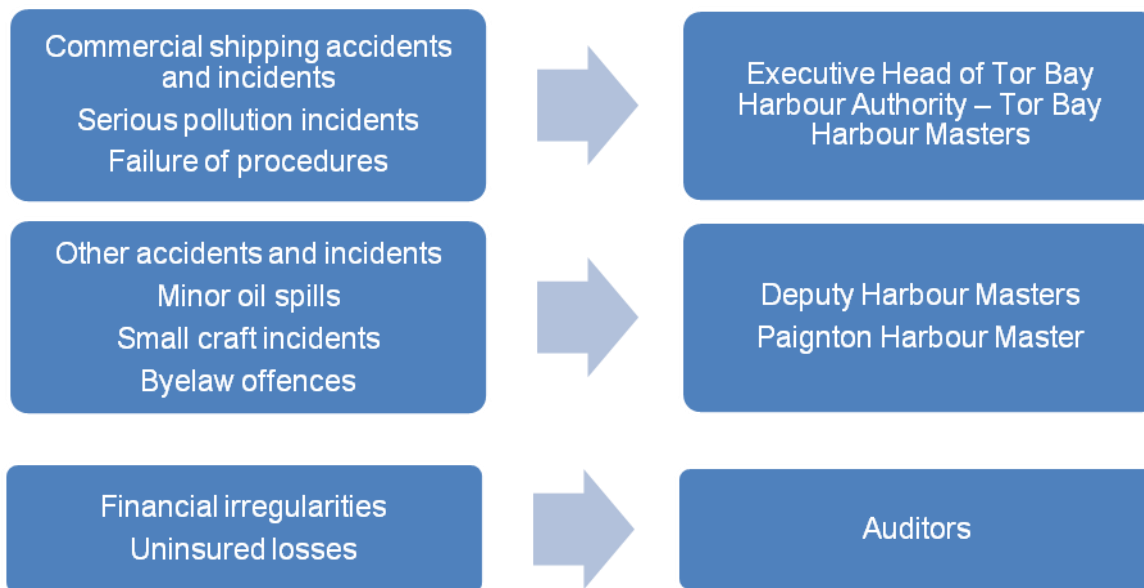 Commercial shipping accidents
and incidents
Serious pollution incidents
Failure of procedures
Executive Head of Tor Bay
Harbour Authority – Tor Bay
Harbour Masters
Other accidents and incidents
Minor oil spills
Small craft incidents
Byelaw offences
Deputy Harbour Masters
Paignton Harbour Master
Financial irregularities
Uninsured losses
Auditors